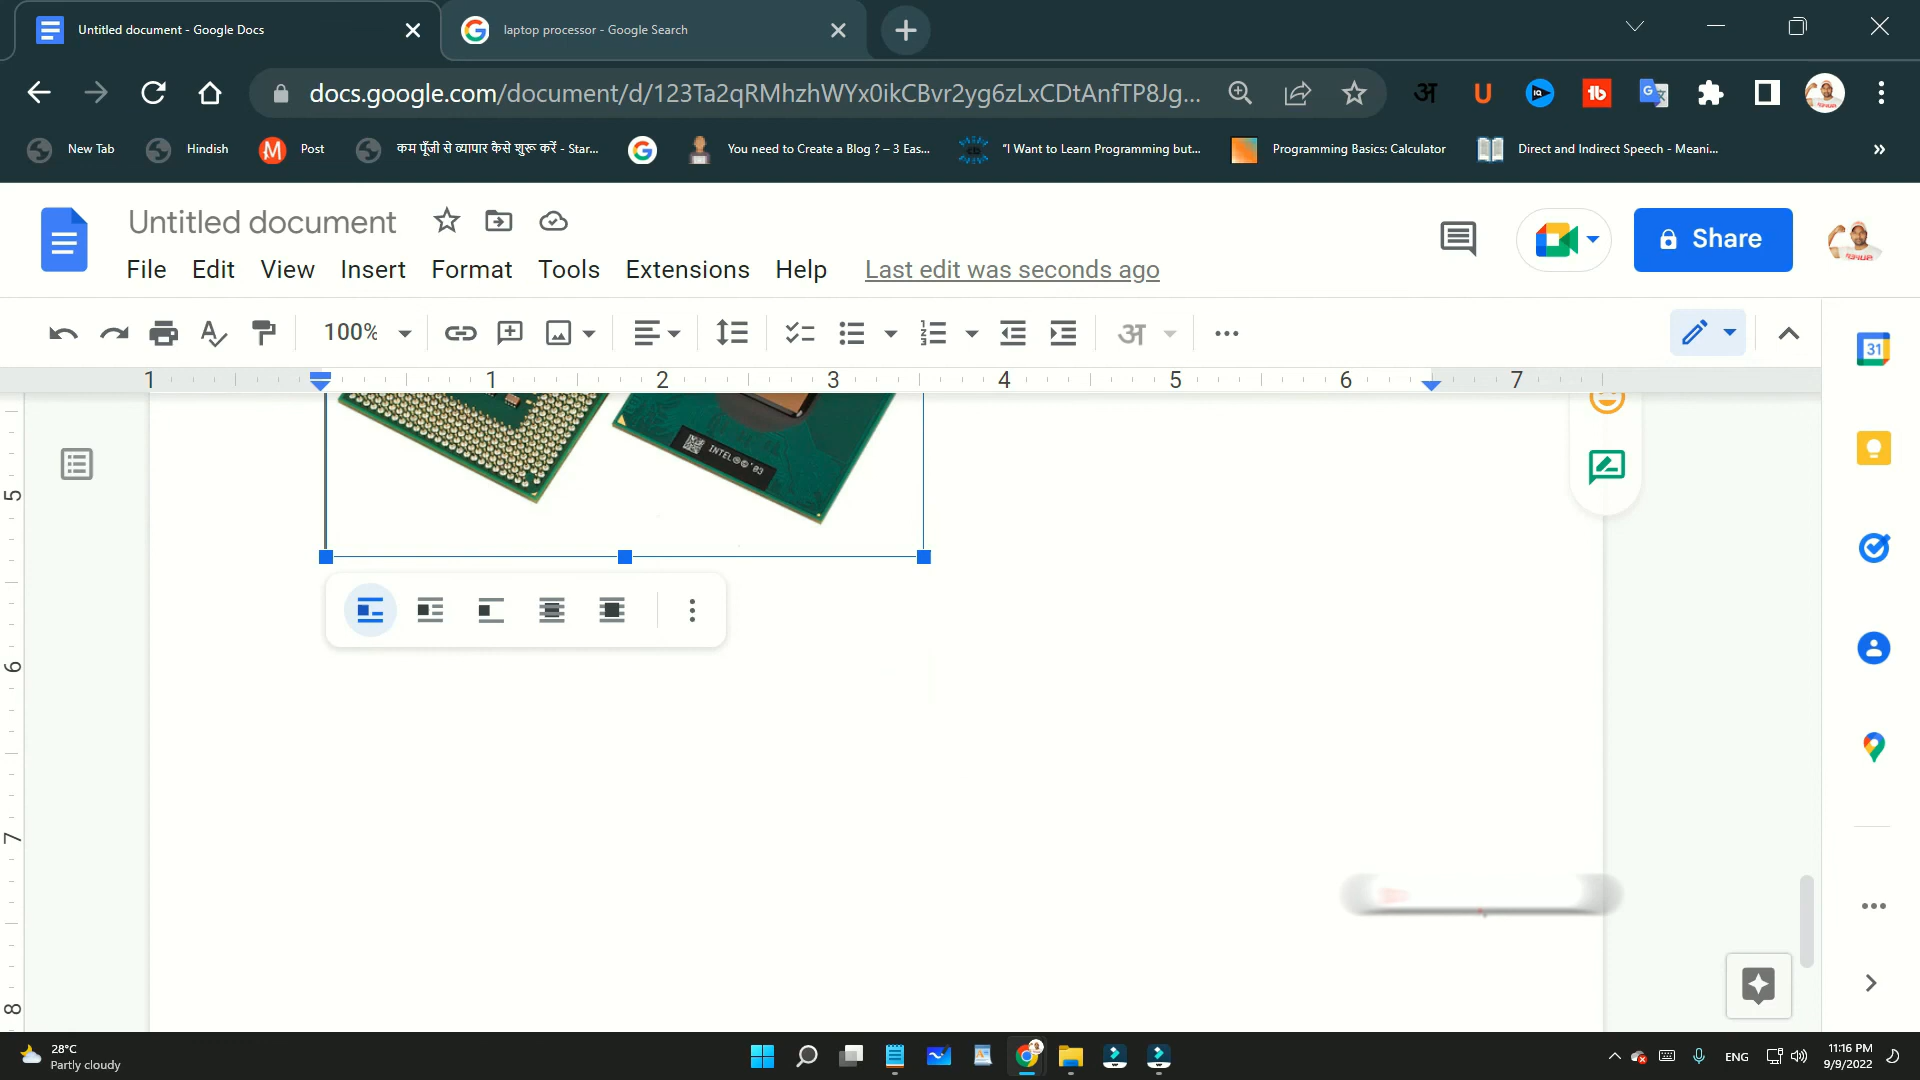 Untitled document - Google Docs
laptop processor - Google Search
docs.google.com/document/d/123Ta2qRMhzhWYx0ikCBvr2yg6zLxCDtAnfTP8Jg...
New Tab
Hindish
Post
कम पूँजी से व्यापार कैसे शुरू करें - Star...
You need to Create a Blog ? – 3 Eas...
“I Want to Learn Programming but...
Programming Basics: Calculator
Direct and Indirect Speech - Meani...
»
Untitled document
Share
File Edit View Insert Format Tools Extensions Help Last edit was seconds ago
100%
अ
1 1 2 3 4 5 6 7
31
INTEL®©'03
5
6
7
8
28°C
Partly cloudy
ENG
11:16 PM
9/9/2022